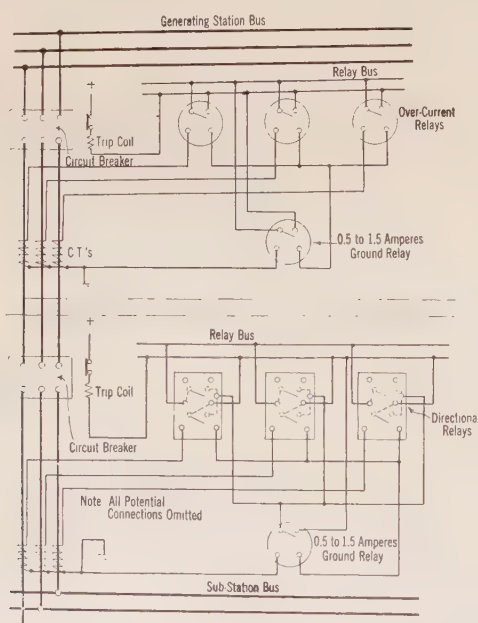 Generating Station Bus
Relay Bus
Over-Current
Relays
Trip Coil
Circuit Breaker
0.5 to 1.5 Amperes
Ground Relay
C T's
Relay Bus
Trip Coil
Directional
Relays
Circuit Breaker
Note All Potential
Connections Omitted
0.5 to 1.5 Amperes
Ground Relay
Sub-Station Bus